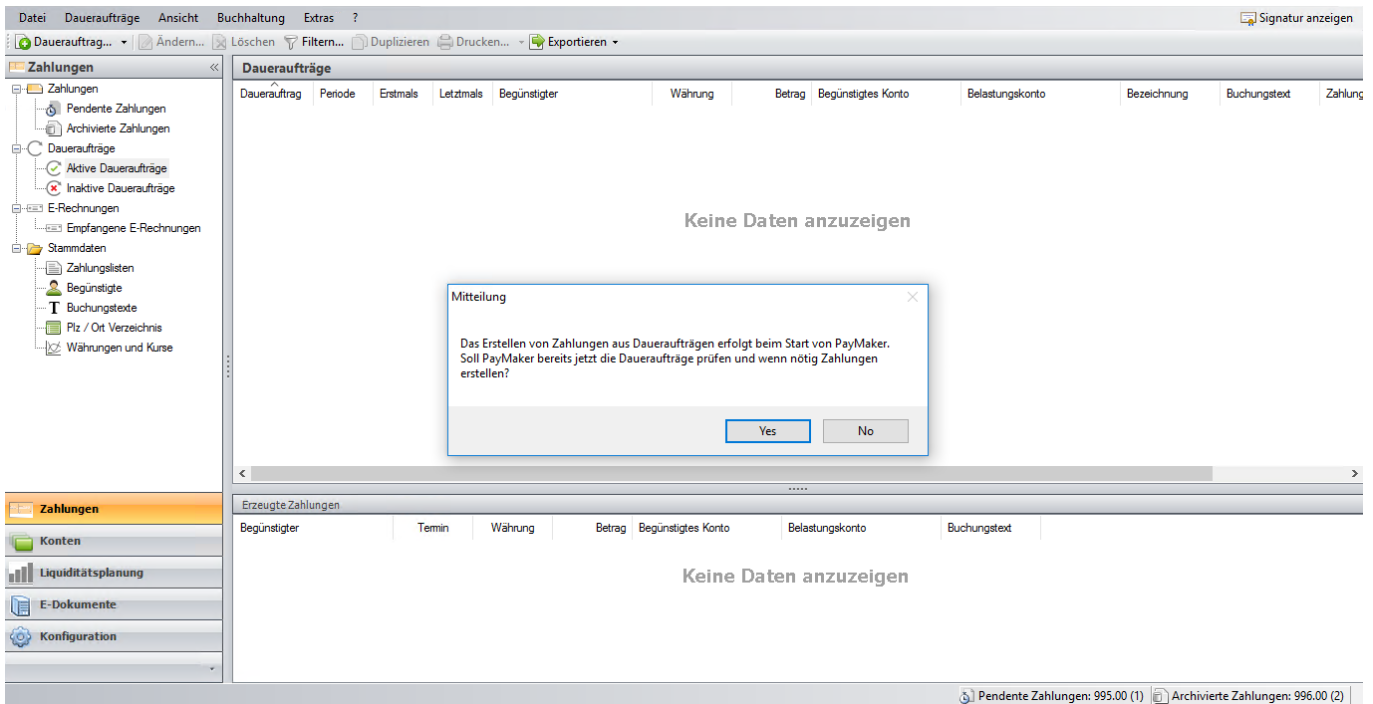 Datei Daueraufträge Ansicht Buchhaltung Extras ? Signatur anzeigen
Dauerauftrag... Ändern... Löschen Filtern... Duplizieren Drucken... Exportieren
Zahlungen «
Zahlungen
Pendente Zahlungen
Archivierte Zahlungen
Daueraufträge
Aktive Daueraufträge
Inaktive Daueraufträge
E-Rechnungen
Empfangene E-Rechnungen
Stammdaten
Zahlungslisten
Begünstigte
T Buchungstexte
Plz / Ort Verzeichnis
Währungen und Kurse
Zahlungen
Konten
Liquiditätsplanung
E-Dokumente
Konfiguration
Daueraufträge
Dauerauftrag Periode Erstmals Letztmals Begünstigter Währung Betrag Begünstigtes Konto Belastungskonto Bezeichnung Buchungstext Zahlung
Keine Daten anzuzeigen
Mitteilung
Das Erstellen von Zahlungen aus Daueraufträgen erfolgt beim Start von PayMaker.
Soll PayMaker bereits jetzt die Daueraufträge prüfen und wenn nötig Zahlungen
erstellen?
Yes No
Erzeugte Zahlungen
Begünstigter Termin Währung Betrag Begünstigtes Konto Belastungskonto Buchungstext
Keine Daten anzuzeigen
Pendente Zahlungen: 995.00 (1) Archivierte Zahlungen: 996.00 (2)